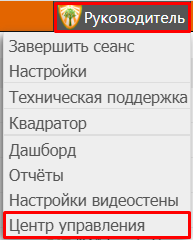 Руководитель
Завершить сеанс
Настройки
Техническая поддержка
Квадратор
Дашборд
Отчёты
Настройки видеостены
Центр управления